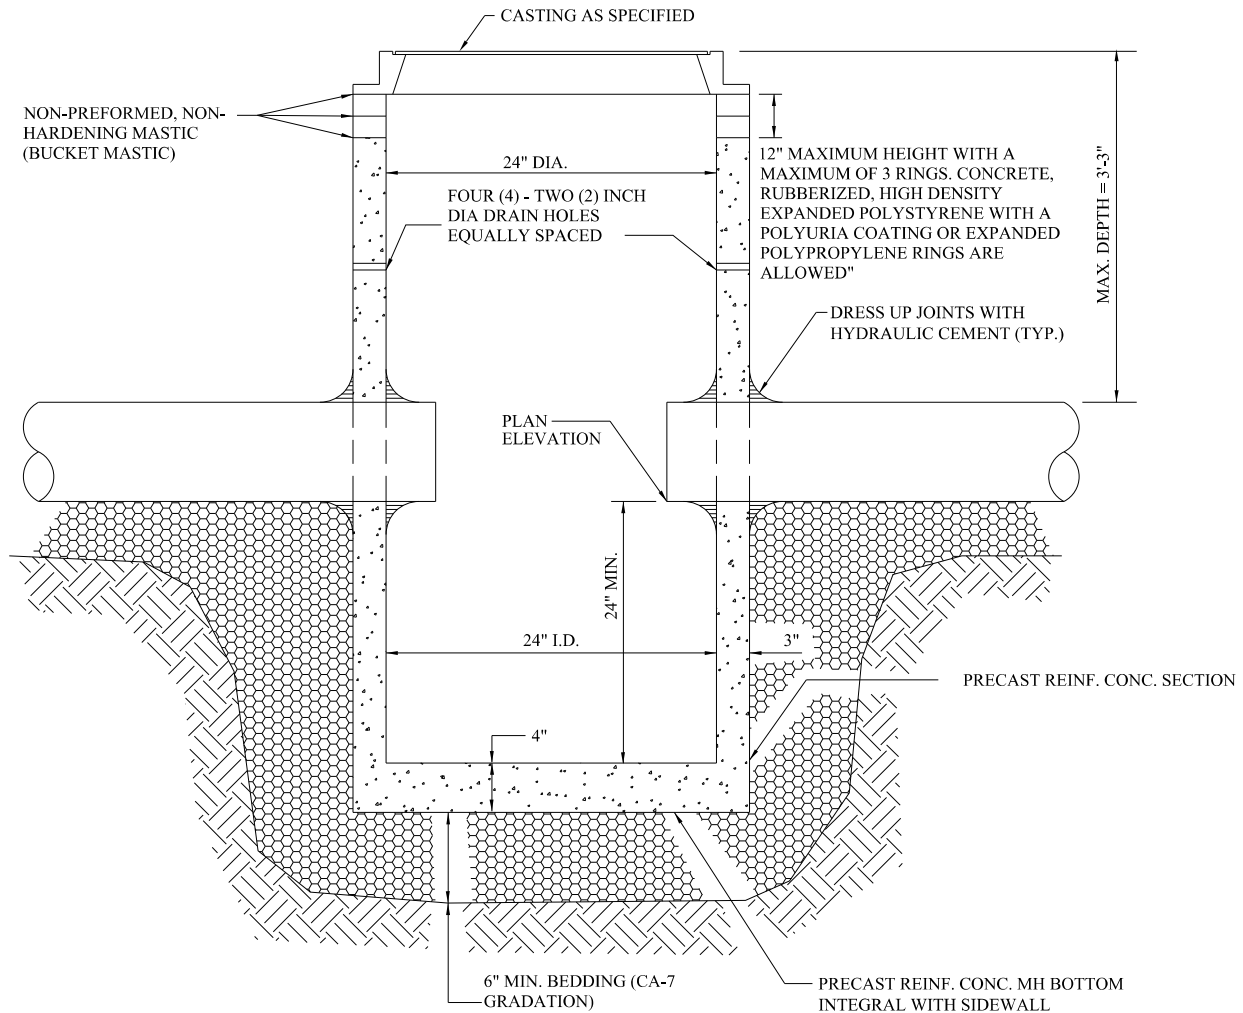 CASTING AS SPECIFIED
NON-PREFORMED, NON-
HARDENING MASTIC
(BUCKET MASTIC)
24" DIA.
12" MAXIMUM HEIGHT WITH A
MAXIMUM OF 3 RINGS. CONCRETE,
RUBBERIZED, HIGH DENSITY
EXPANDED POLYSTYRENE WITH A
POLYURIA COATING OR EXPANDED
POLYPROPYLENE RINGS ARE
ALLOWED"
MAX. DEPTH = 3'-3"
FOUR (4) - TWO (2) INCH
DIA DRAIN HOLES
EQUALLY SPACED
DRESS UP JOINTS WITH
HYDRAULIC CEMENT (TYP.)
PLAN
ELEVATION
24" MIN.
24" I.D.
3"
PRECAST REINF. CONC. SECTION
4"
6" MIN. BEDDING (CA-7
GRADATION)
PRECAST REINF. CONC. MH BOTTOM
INTEGRAL WITH SIDEWALL